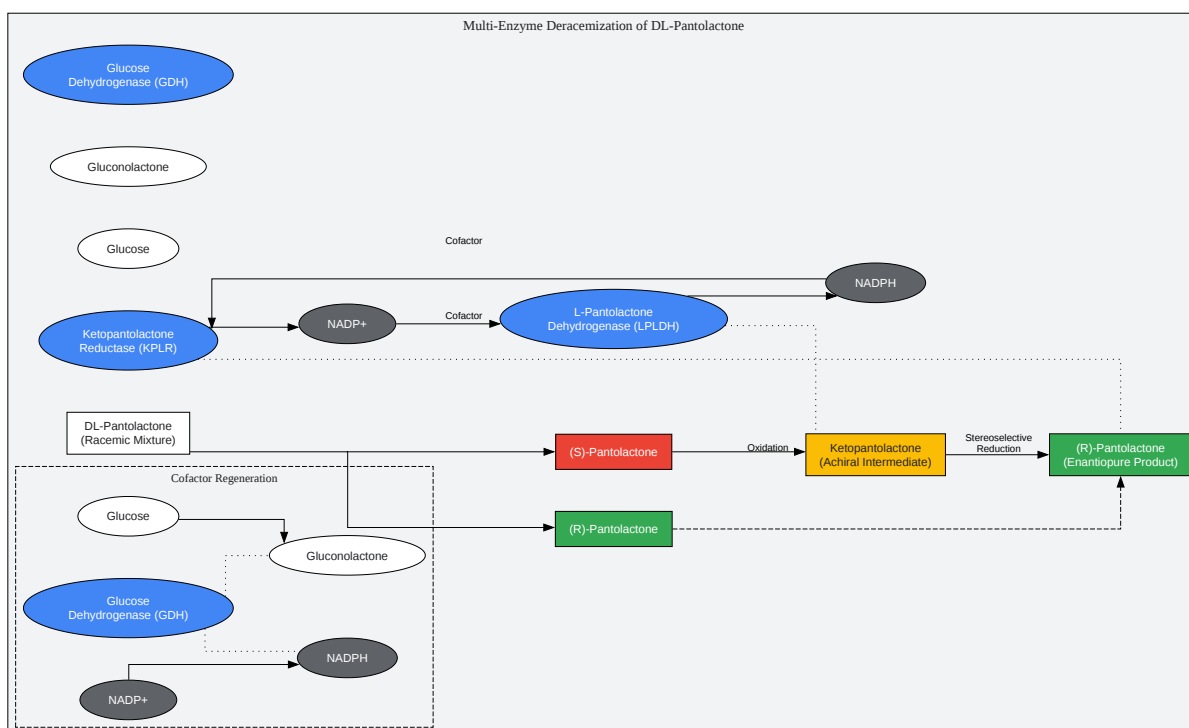 Multi-Enzyme Deracemization of DL-Pantolactone
Glucose
Dehydrogenase (GDH)
Gluconolactone
Glucose
Cofactor
NADPH
Ketopantolactone
Reductase (KPLR)
NADP+
Cofactor
L-Pantolactone
Dehydrogenase (LPLDH)
DL-Pantolactone
(Racemic Mixture)
(S)-Pantolactone
Oxidation
Ketopantolactone
(Achiral Intermediate)
Stereoselective
Reduction
(R)-Pantolactone
(Enantiopure Product)
Cofactor Regeneration
Glucose
(R)-Pantolactone
Gluconolactone
Glucose
Dehydrogenase (GDH)
NADPH
NADP+